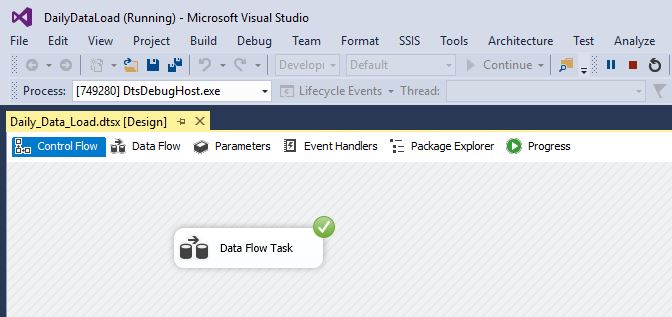 DailyDataLoad (Running) - Microsoft Visual Studio
File Edit View Project Build Debug Team Format SSIS Tools Architecture Test Analyze
Develop Default Continue
Process: [749280] DtsDebugHost.exe Lifecycle Events Thread:
Daily_Data_Load.dtsx [Design]
Control Flow Data Flow Parameters Event Handlers Package Explorer Progress
Data Flow Task